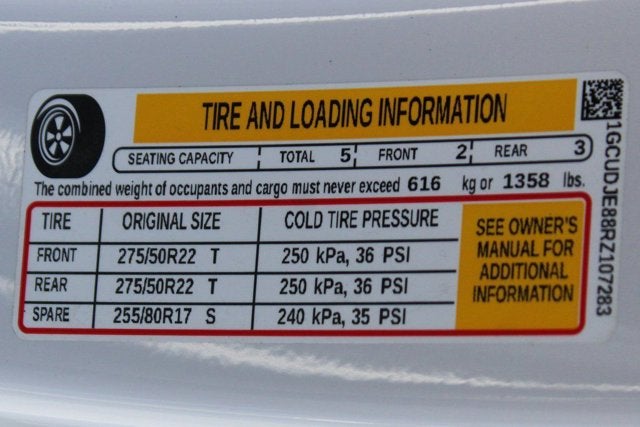 TIRE AND LOADING INFORMATION
SEATING CAPACITY TOTAL 5 FRONT 2 REAR 3
The combined weight of occupants and cargo must never exceed 616 kg or 1358 lbs.
TIRE ORIGINAL SIZE COLD TIRE PRESSURE
FRONT 275/50R22 T 250 kPa, 36 PSI
REAR 275/50R22 T 250 kPa, 36 PSI
SPARE 255/80R17 S 240 kPa, 35 PSI
SEE OWNER'S
MANUAL FOR
ADDITIONAL
INFORMATION
1GCUDJE88RZ107283